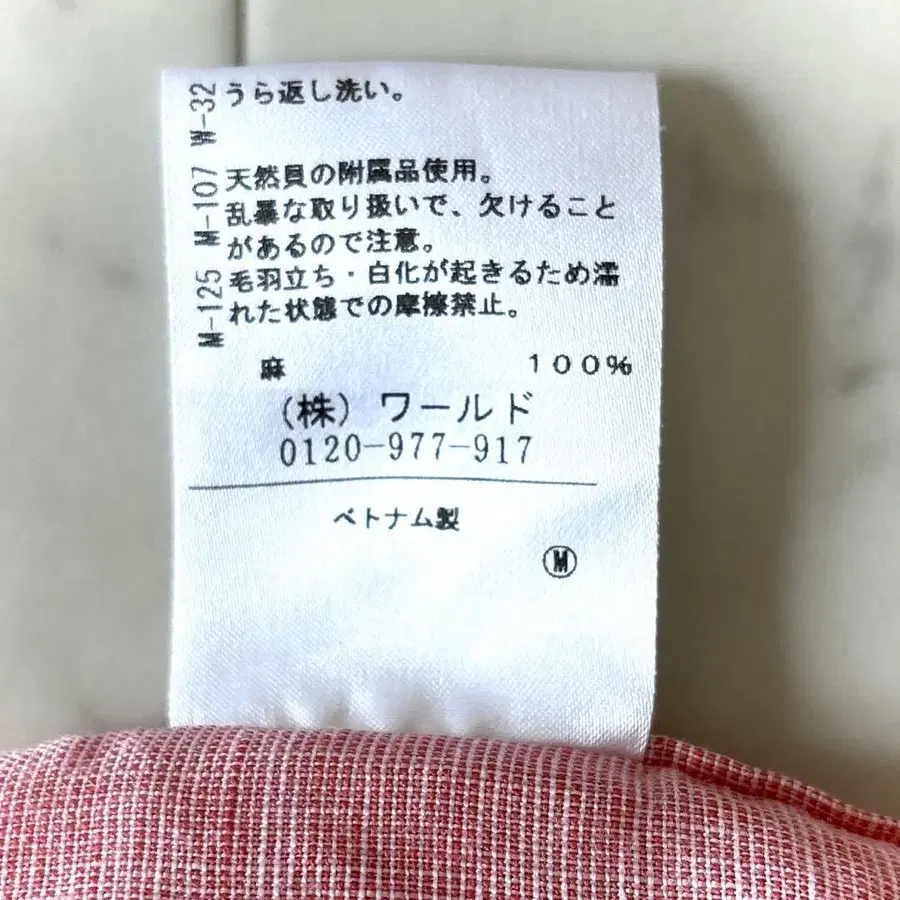 うら返し洗い。
天然貝の附属品使用。
乱暴な取り扱いで、欠けること
があるので注意。
毛羽立ち・白化が起きるため濡
れた状態での摩擦禁止。
M-125 M-107 W-32
麻 100%
(株) ワールド
0120-977-917
ベトナム製
Ⓜ